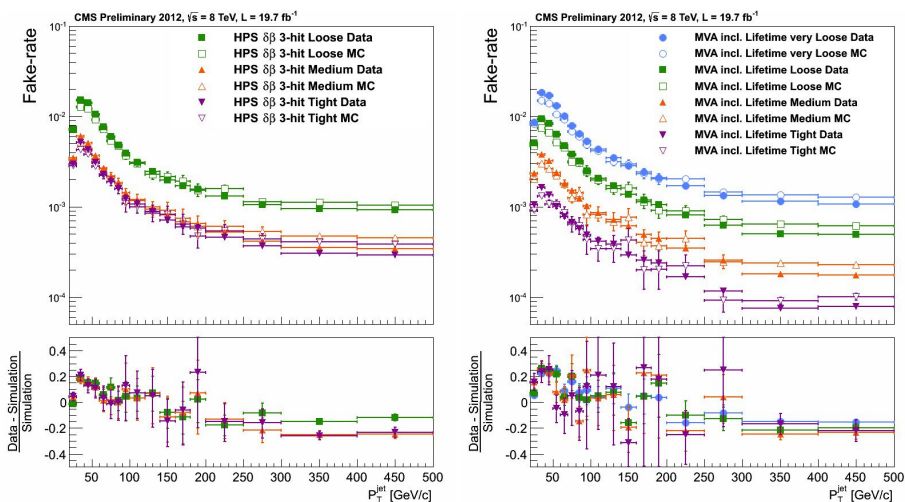 CMS Preliminary 2012, √s = 8 TeV, L = 19.7 fb⁻¹
Fake-rate
10⁻¹
10⁻²
10⁻³
10⁻⁴
HPS δβ 3-hit Loose Data
HPS δβ 3-hit Loose MC
HPS δβ 3-hit Medium Data
HPS δβ 3-hit Medium MC
HPS δβ 3-hit Tight Data
HPS δβ 3-hit Tight MC
Data - Simulation
Simulation
0.4
0.2
0
-0.2
-0.4
50 100 150 200 250 300 350 400 450 500
P_T^jet [GeV/c]
CMS Preliminary 2012, √s = 8 TeV, L = 19.7 fb⁻¹
Fake-rate
10⁻¹
10⁻²
10⁻³
10⁻⁴
MVA incl. Lifetime very Loose Data
MVA incl. Lifetime very Loose MC
MVA incl. Lifetime Loose Data
MVA incl. Lifetime Loose MC
MVA incl. Lifetime Medium Data
MVA incl. Lifetime Medium MC
MVA incl. Lifetime Tight Data
MVA incl. Lifetime Tight MC
Data - Simulation
Simulation
0.4
0.2
0
-0.2
-0.4
50 100 150 200 250 300 350 400 450 500
P_T^jet [GeV/c]